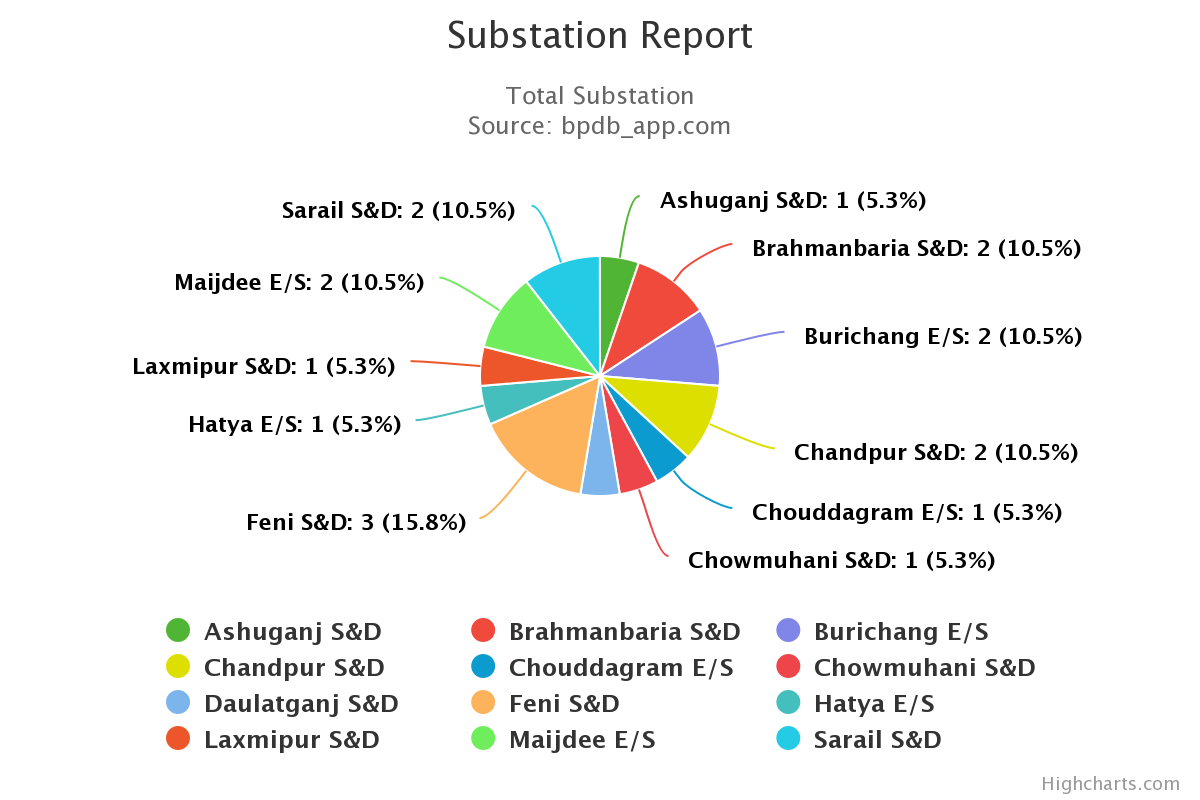 Substation Report
Total Substation
Source: bpdb_app.com
Sarail S&D: 2 (10.5%)
Ashuganj S&D: 1 (5.3%)
Brahmanbaria S&D: 2 (10.5%)
Maijdee E/S: 2 (10.5%)
Burichang E/S: 2 (10.5%)
Laxmipur S&D: 1 (5.3%)
Hatya E/S: 1 (5.3%)
Chandpur S&D: 2 (10.5%)
Feni S&D: 3 (15.8%)
Chouddagram E/S: 1 (5.3%)
Chowmuhani S&D: 1 (5.3%)
Ashuganj S&D
Brahmanbaria S&D
Burichang E/S
Chandpur S&D
Chouddagram E/S
Chowmuhani S&D
Daulatganj S&D
Feni S&D
Hatya E/S
Laxmipur S&D
Maijdee E/S
Sarail S&D
Highcharts.com